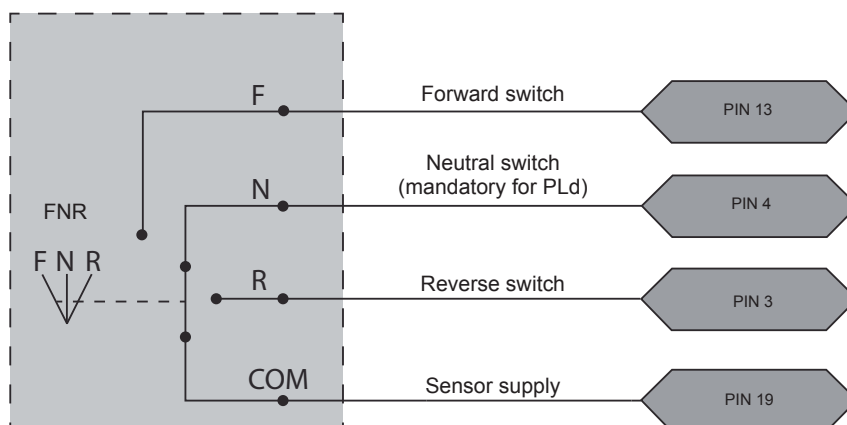 F
Forward switch
PIN 13
Neutral switch
(mandatory for PLd)
N
PIN 4
FNR
F N R
R
Reverse switch
PIN 3
COM
Sensor supply
PIN 19